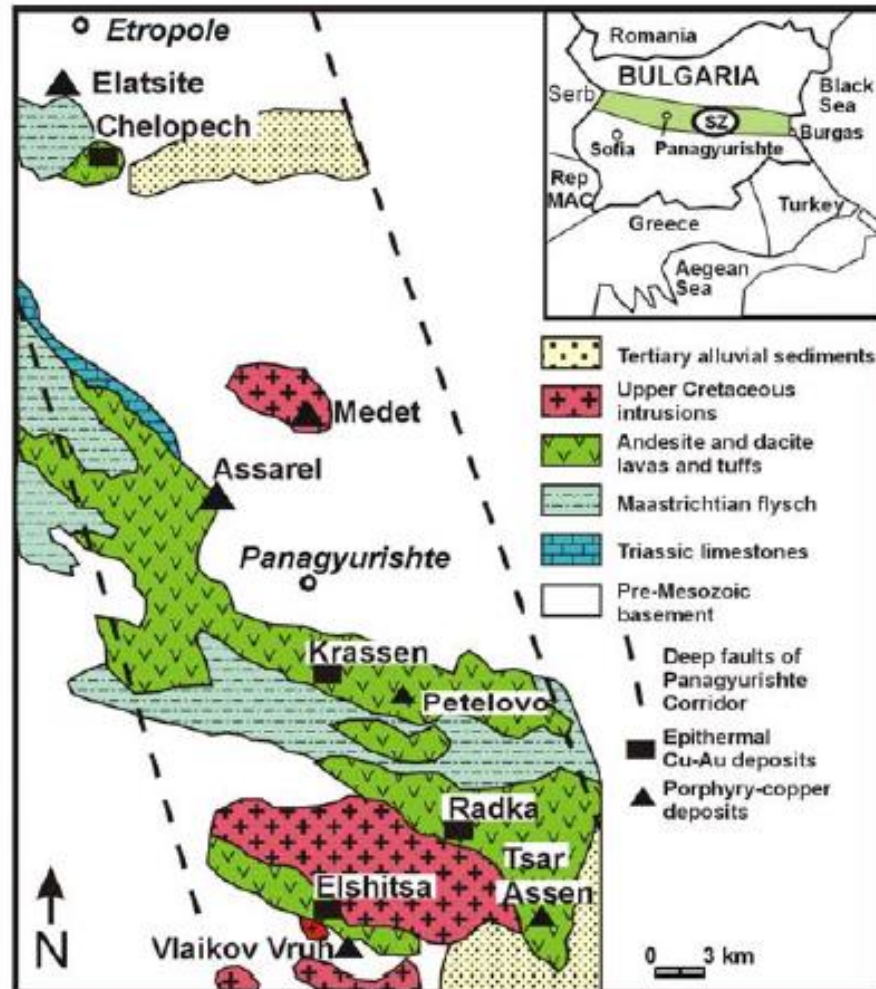 Etropole
Elatsite
Chelopech
Medet
Assarel
Panagyurishte
Krassen
Petelovo
Radka
Tsar
Assen
Elshitsa
Vlaikov Vruh
N
Romania
BULGARIA
Serb
Black
Sea
SZ
Burgas
Sofia
Panagyurishte
Rep
MAC
Turkey
Greece
Aegean
Sea
Tertiary alluvial sediments
Upper Cretaceous
intrusions
Andesite and dacite
lavas and tuffs
Maastrichtian flysch
Triassic limestones
Pre-Mesozoic
basement
Deep faults of
Panagyurishte
Corridor
Epithermal
Cu-Au deposits
Porphyry-copper
deposits
0 3 km